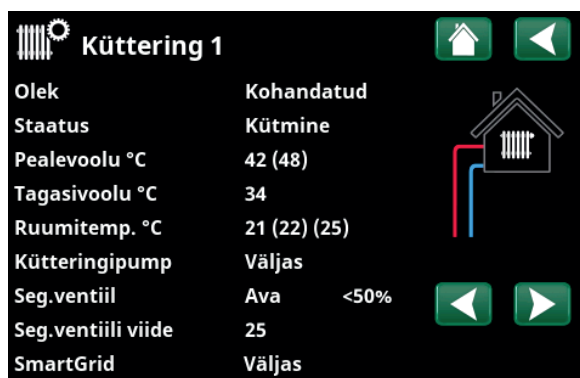 Küttering 1
Olek Kohandatud
Staatus Kütmine
Pealevoolu °C 42 (48)
Tagasivoolu °C 34
Ruumitemp. °C 21 (22) (25)
Kütteringipump Väljas
Seg.ventiil Ava <50%
Seg.ventiili viide 25
SmartGrid Väljas